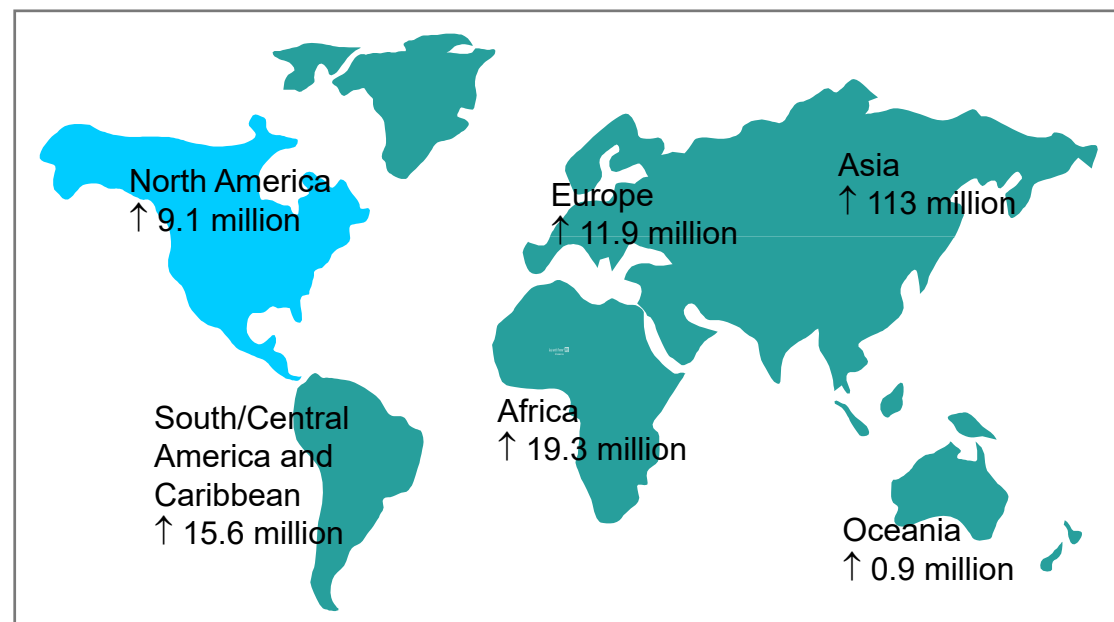 North America
↑ 9.1 million
Europe
↑ 11.9 million
Asia
↑ 113 million
South/Central
America and
Caribbean
↑ 15.6 million
Africa
↑ 19.3 million
Oceania
↑ 0.9 million